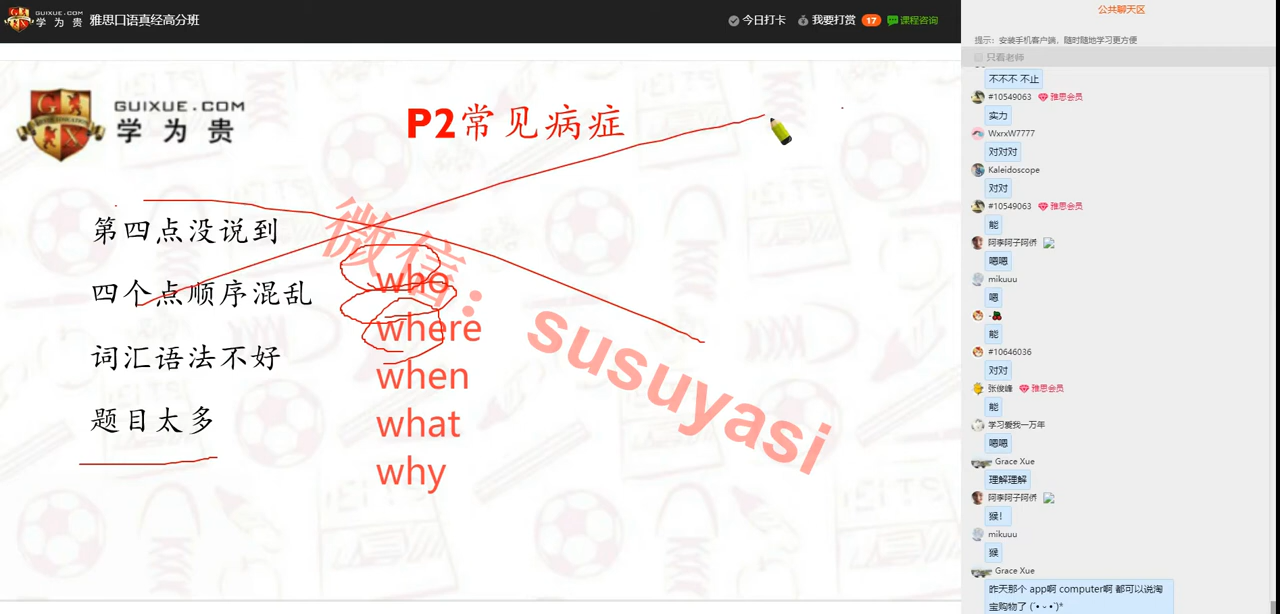 GUIXUE.COM
学为贵
雅思口语真经高分班
今日打卡
我要打赏
17
课程咨询
公共聊天区
提示：安装手机客户端，随时随地学习更方便
只看老师
GUIXUE.COM
学为贵
P2常见病症
第四点没说到
四个点顺序混乱
词汇语法不好
题目太多
who
where
when
what
why
微信：susuyasi
不不不 不止
#10549063 雅思会员
实力
WxrxW7777
对对对
Kaleidoscope
对对
#10549063 雅思会员
能
阿李阿子阿侨
嗯嗯
mikuuu
嗯
能
#10646036
对对
张俊峰 雅思会员
能
学习爱我一万年
嗯嗯
Grace Xue
理解理解
阿李阿子阿侨
猴！
mikuuu
猴
Grace Xue
昨天那个 app啊 computer啊 都可以说淘
宝购物了 (´• ᵕ •`)*